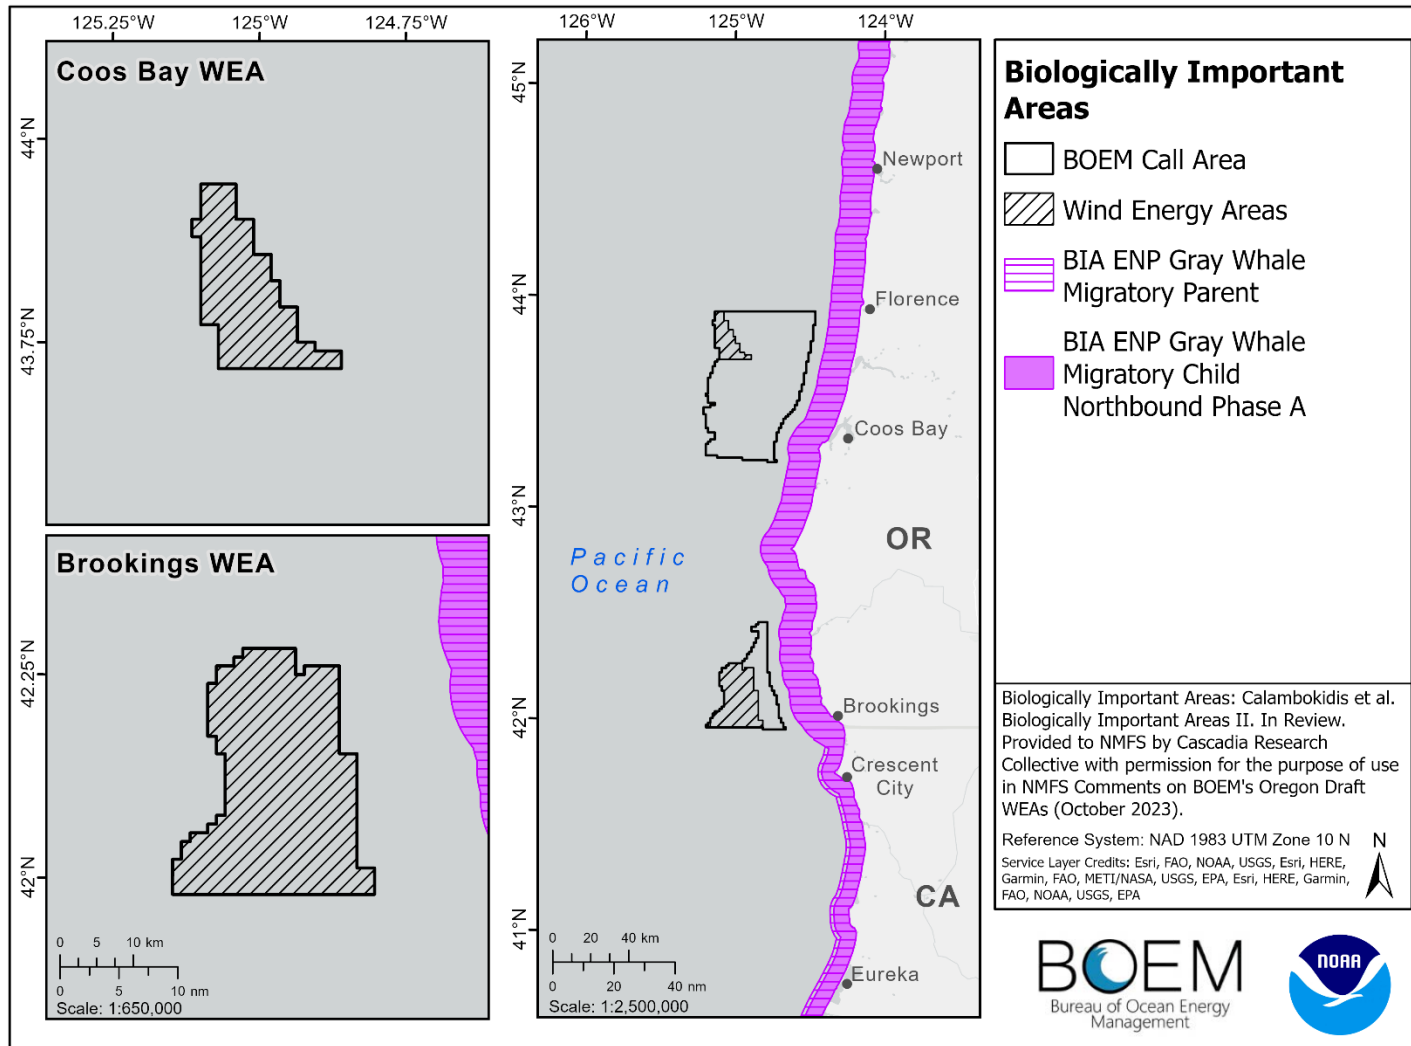 125.25°W 125°W 124.75°W
126°W 125°W 124°W
Coos Bay WEA
44°N
43.75°N
Brookings WEA
42.25°N
42°N
0 5 10 km
0 5 10 nm
Scale: 1:650,000
45°N
44°N
43°N
42°N
41°N
Newport
Florence
Coos Bay
OR
Pacific
Ocean
Brookings
Crescent
City
CA
Eureka
0 20 40 km
0 20 40 nm
Scale: 1:2,500,000
Biologically Important
Areas
BOEM Call Area
Wind Energy Areas
BIA ENP Gray Whale
Migratory Parent
BIA ENP Gray Whale
Migratory Child
Northbound Phase A
Biologically Important Areas: Calambokidis et al.
Biologically Important Areas II. In Review.
Provided to NMFS by Cascadia Research
Collective with permission for the purpose of use
in NMFS Comments on BOEM's Oregon Draft
WEAs (October 2023).
Reference System: NAD 1983 UTM Zone 10 N
N
Service Layer Credits: Esri, FAO, NOAA, USGS, Esri, HERE,
Garmin, FAO, METI/NASA, USGS, EPA, Esri, HERE, Garmin,
FAO, NOAA, USGS, EPA
BOEM
Bureau of Ocean Energy
Management
NOAA